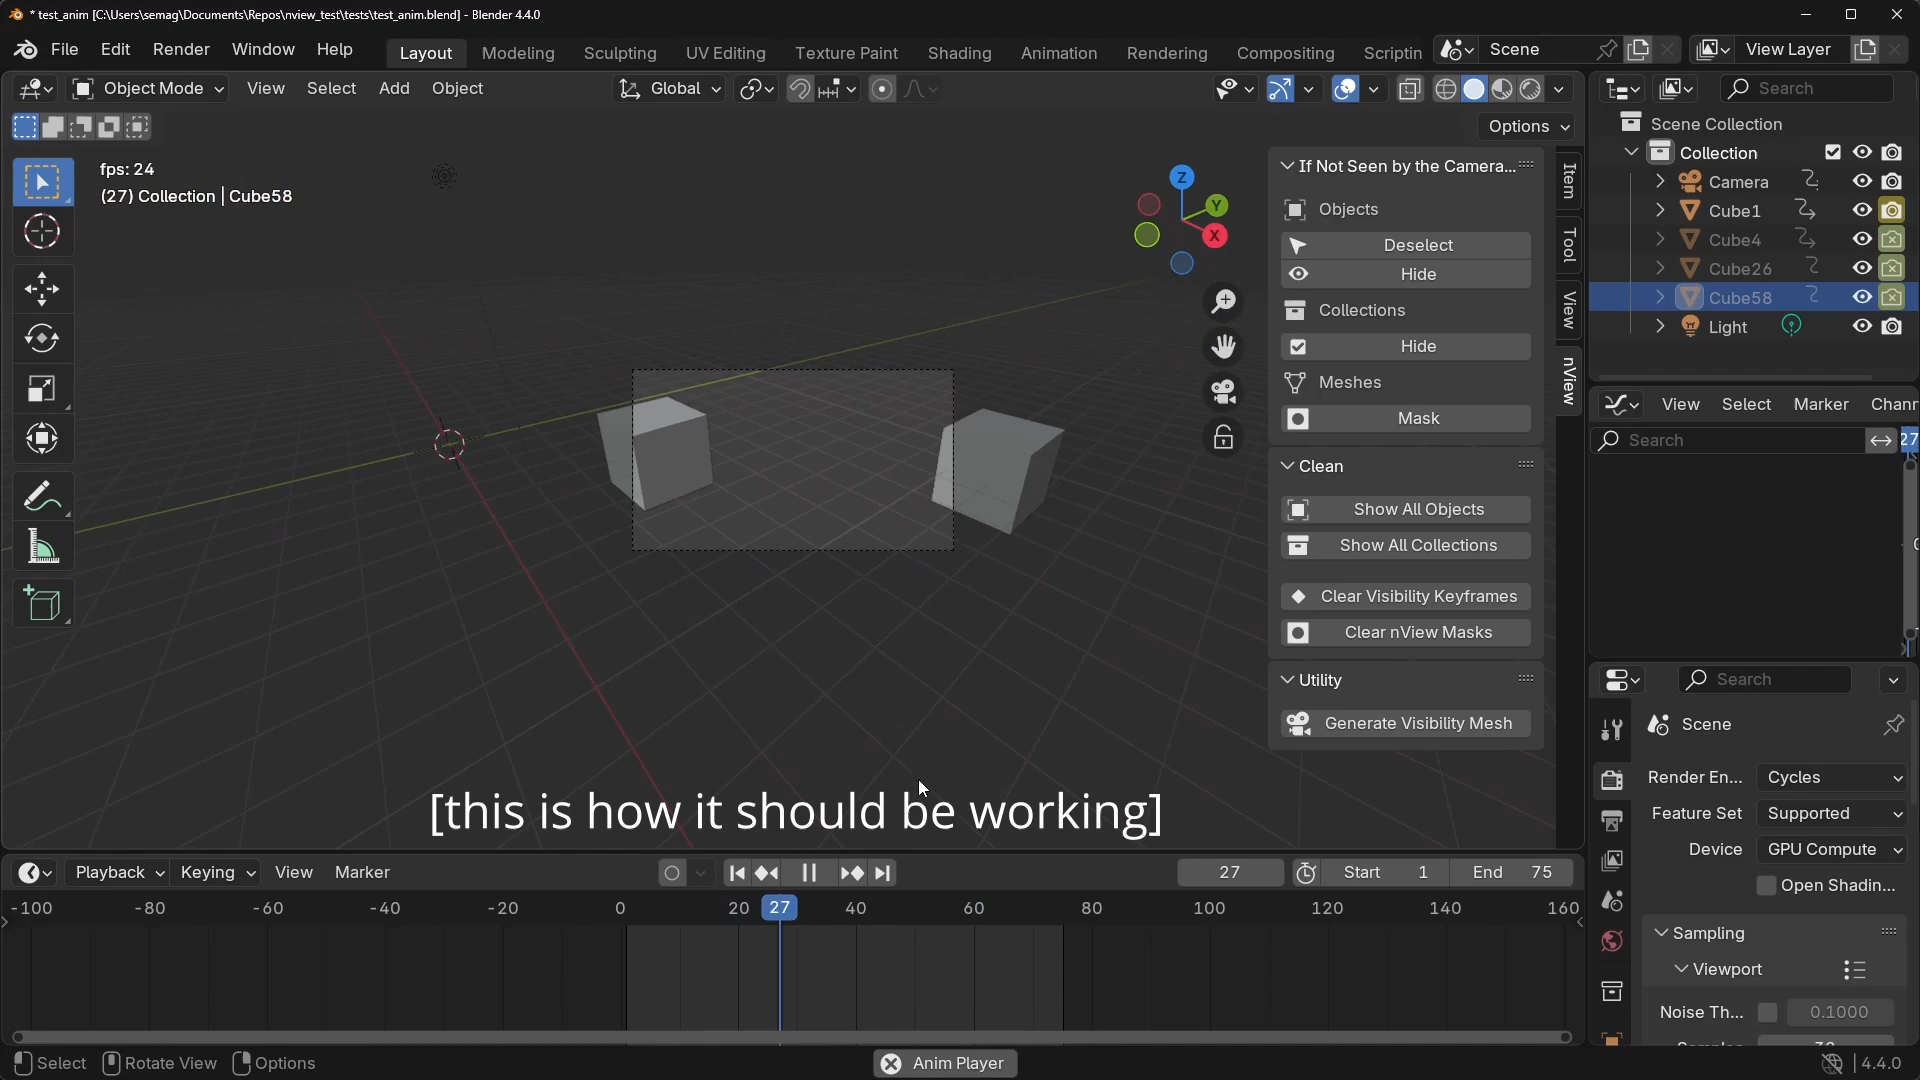 * test_anim [C:\Users\semag\Documents\Repos\nview_test\tests\test_anim.blend] - Blender 4.4.0
File Edit Render Window Help
Layout Modeling Sculpting UV Editing Texture Paint Shading Animation Rendering Compositing Scriptin
Scene
View Layer
Object Mode View Select Add Object
Global
Search
Options
fps: 24
(27) Collection | Cube58
Z
Y
X
If Not Seen by the Camera...
Objects
Deselect
Hide
Collections
Hide
Meshes
Mask
Clean
Show All Objects
Show All Collections
Clear Visibility Keyframes
Clear nView Masks
Utility
Generate Visibility Mesh
Item
Tool
View
nView
Scene Collection
Collection
Camera
Cube1
Cube4
Cube26
Cube58
Light
View Select Marker Chann
Search
27
Search
Scene
Render En... Cycles
Feature Set Supported
Device GPU Compute
Open Shadin...
Sampling
Viewport
Noise Th... 0.1000
[this is how it should be working]
Playback Keying View Marker
27
Start 1
End 75
-100 -80 -60 -40 -20 0 20 27 40 60 80 100 120 140 160
Select Rotate View Options
Anim Player
4.4.0